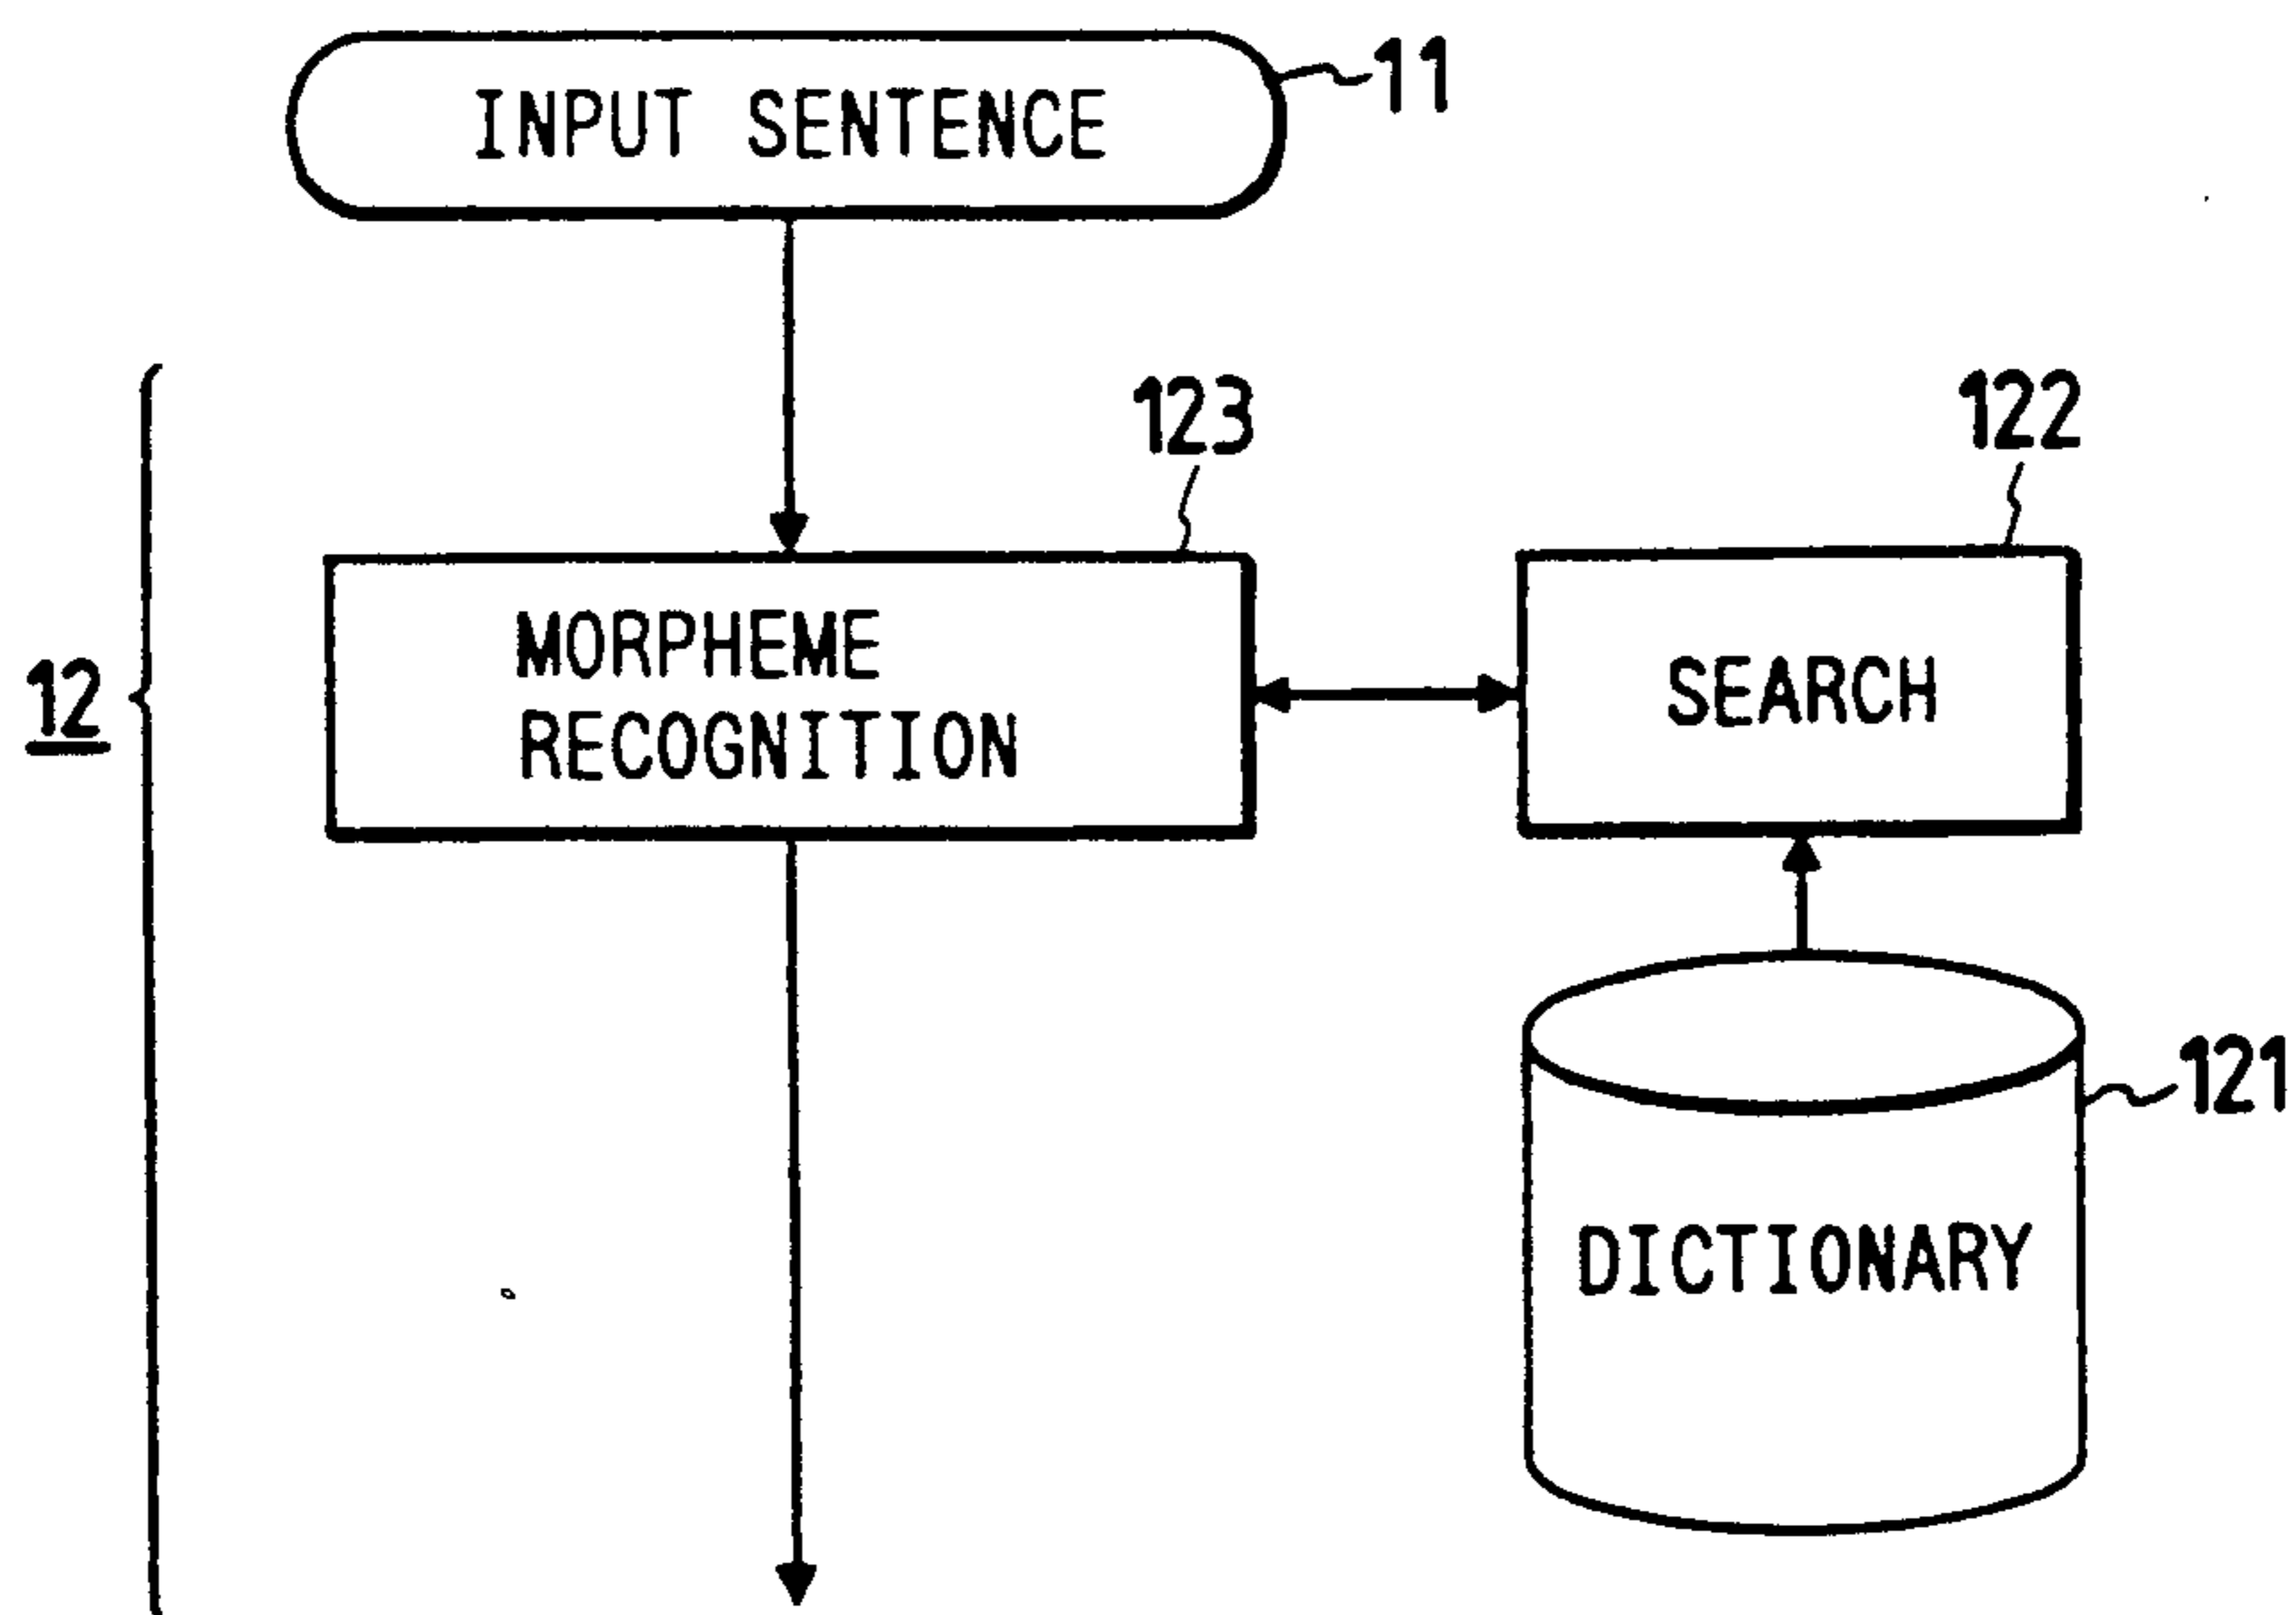 INPUT SENTENCE
11
123
122
12
MORPHEME
RECOGNITION
SEARCH
121
DICTIONARY